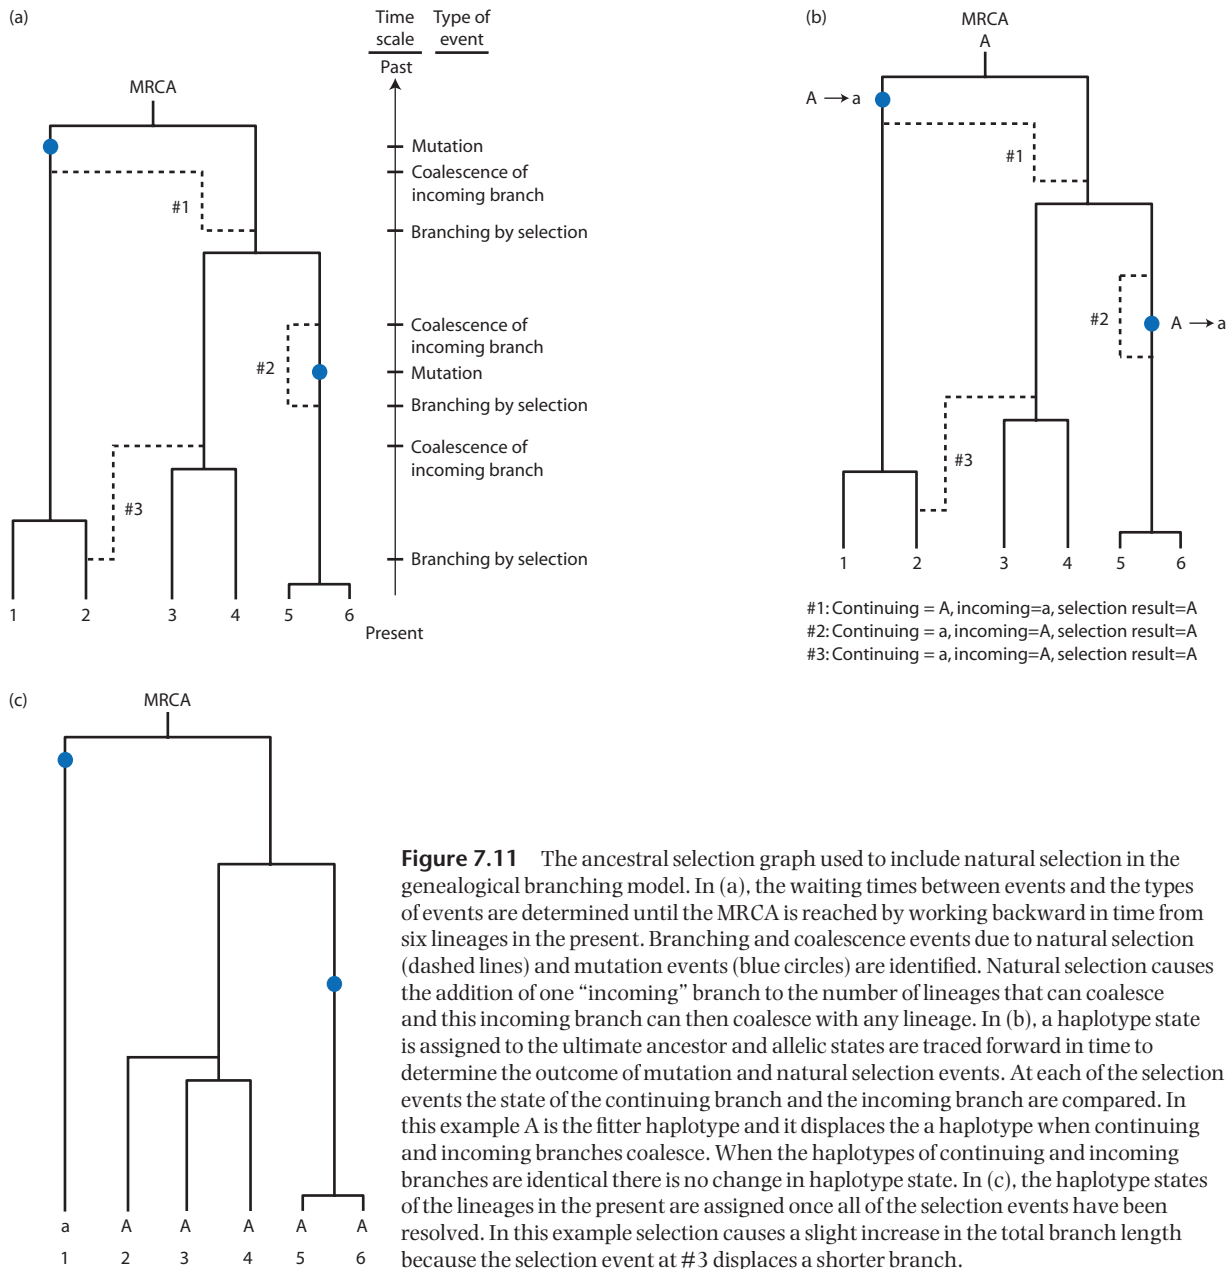 (a)
Time scale
Type of event
Past
MRCA
Mutation
Coalescence of
incoming branch
#1
Branching by selection
Coalescence of
incoming branch
#2
Mutation
Branching by selection
Coalescence of
incoming branch
#3
Branching by selection
1 2 3 4 5 6
Present
(b)
MRCA
A
A → a
#1
#2
A → a
#3
1 2 3 4 5 6
#1: Continuing = A, incoming=a, selection result=A
#2: Continuing = a, incoming=A, selection result=A
#3: Continuing = a, incoming=A, selection result=A
(c)
MRCA
a A A A A A
1 2 3 4 5 6
Figure 7.11 The ancestral selection graph used to include natural selection in the
genealogical branching model. In (a), the waiting times between events and the types
of events are determined until the MRCA is reached by working backward in time from
six lineages in the present. Branching and coalescence events due to natural selection
(dashed lines) and mutation events (blue circles) are identified. Natural selection causes
the addition of one “incoming” branch to the number of lineages that can coalesce
and this incoming branch can then coalesce with any lineage. In (b), a haplotype state
is assigned to the ultimate ancestor and allelic states are traced forward in time to
determine the outcome of mutation and natural selection events. At each of the selection
events the state of the continuing branch and the incoming branch are compared. In
this example A is the fitter haplotype and it displaces the a haplotype when continuing
and incoming branches coalesce. When the haplotypes of continuing and incoming
branches are identical there is no change in haplotype state. In (c), the haplotype states
of the lineages in the present are assigned once all of the selection events have been
resolved. In this example selection causes a slight increase in the total branch length
because the selection event at #3 displaces a shorter branch.